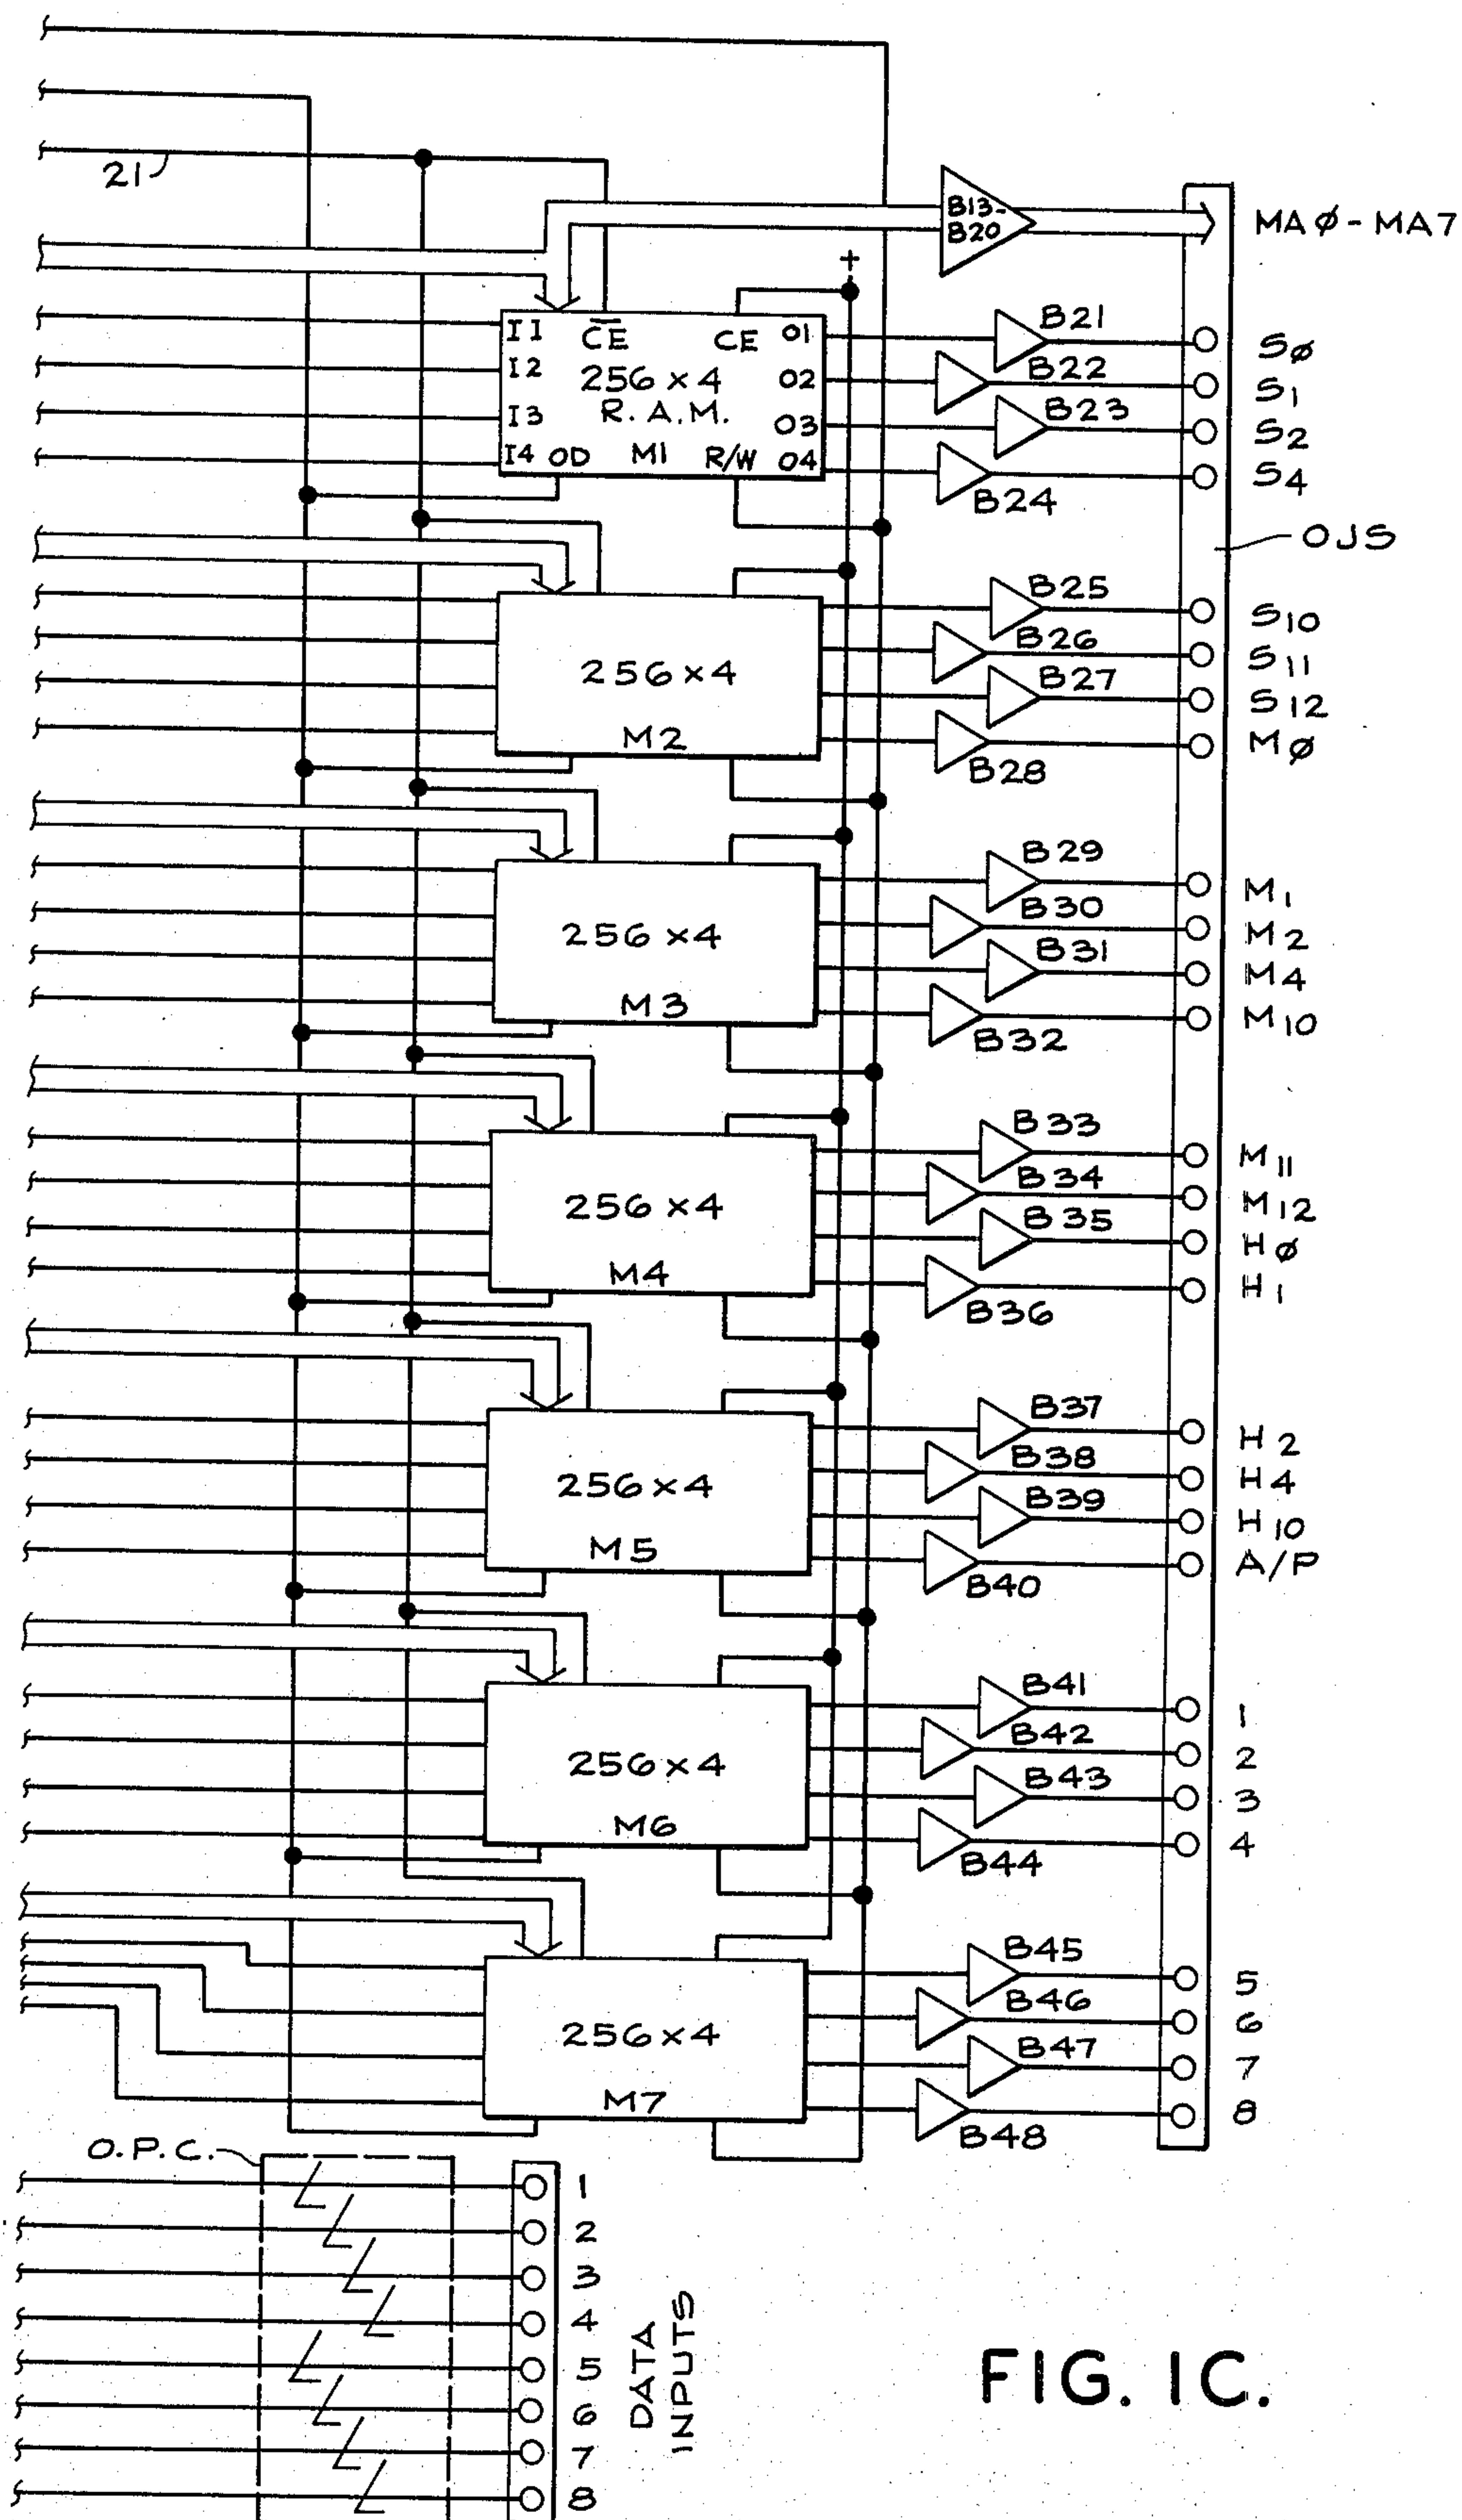 21
B13-
B20
MAØ-MA7
+
I1 CE CE O1
I2 256 x 4 O2
I3 R.A.M. O3
I4 OD M1 R/W O4
B21
SØ
B22
S1
B23
S2
B24
S4
OJS
256 x 4
M2
B25
S10
B26
S11
B27
S12
B28
MØ
256 x 4
M3
B29
M1
B30
M2
B31
M4
B32
M10
256 x 4
M4
B33
M11
B34
M12
B35
HØ
B36
H1
256 x 4
M5
B37
H2
B38
H4
B39
H10
B40
A/P
256 x 4
M6
B41
1
B42
2
B43
3
B44
4
256 x 4
M7
B45
5
B46
6
B47
7
B48
8
O.P.C.
1
2
3
4
5
6
7
8
DATA
INPUTS
FIG. 1C.